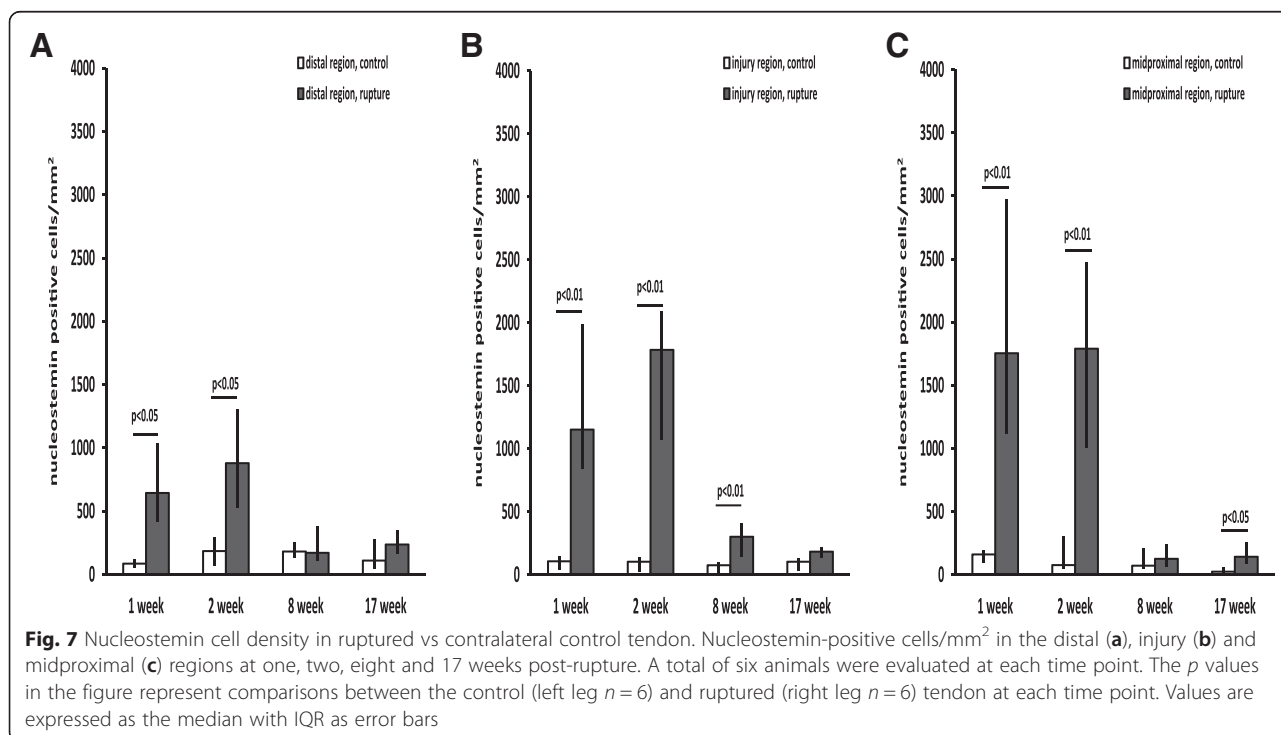 A
distal region, control
distal region, rupture
nucleostemin positive cells/mm²
4000
3500
3000
2500
2000
1500
1000
500
0
p<0.05
p<0.05
1 week 2 week 8 week 17 week
B
injury region, control
injury region, rupture
nucleostemin positive cells/mm²
4000
3500
3000
2500
2000
1500
1000
500
0
p<0.01
p<0.01
p<0.01
1 week 2 week 8 week 17 week
C
midproximal region, control
midproximal region, rupture
nucleostemin positive cells/mm²
4000
3500
3000
2500
2000
1500
1000
500
0
p<0.01
p<0.01
p<0.05
1 week 2 week 8 week 17 week
Fig. 7 Nucleostemin cell density in ruptured vs contralateral control tendon. Nucleostemin-positive cells/mm² in the distal (a), injury (b) and
midproximal (c) regions at one, two, eight and 17 weeks post-rupture. A total of six animals were evaluated at each time point. The p values
in the figure represent comparisons between the control (left leg n = 6) and ruptured (right leg n = 6) tendon at each time point. Values are
expressed as the median with IQR as error bars